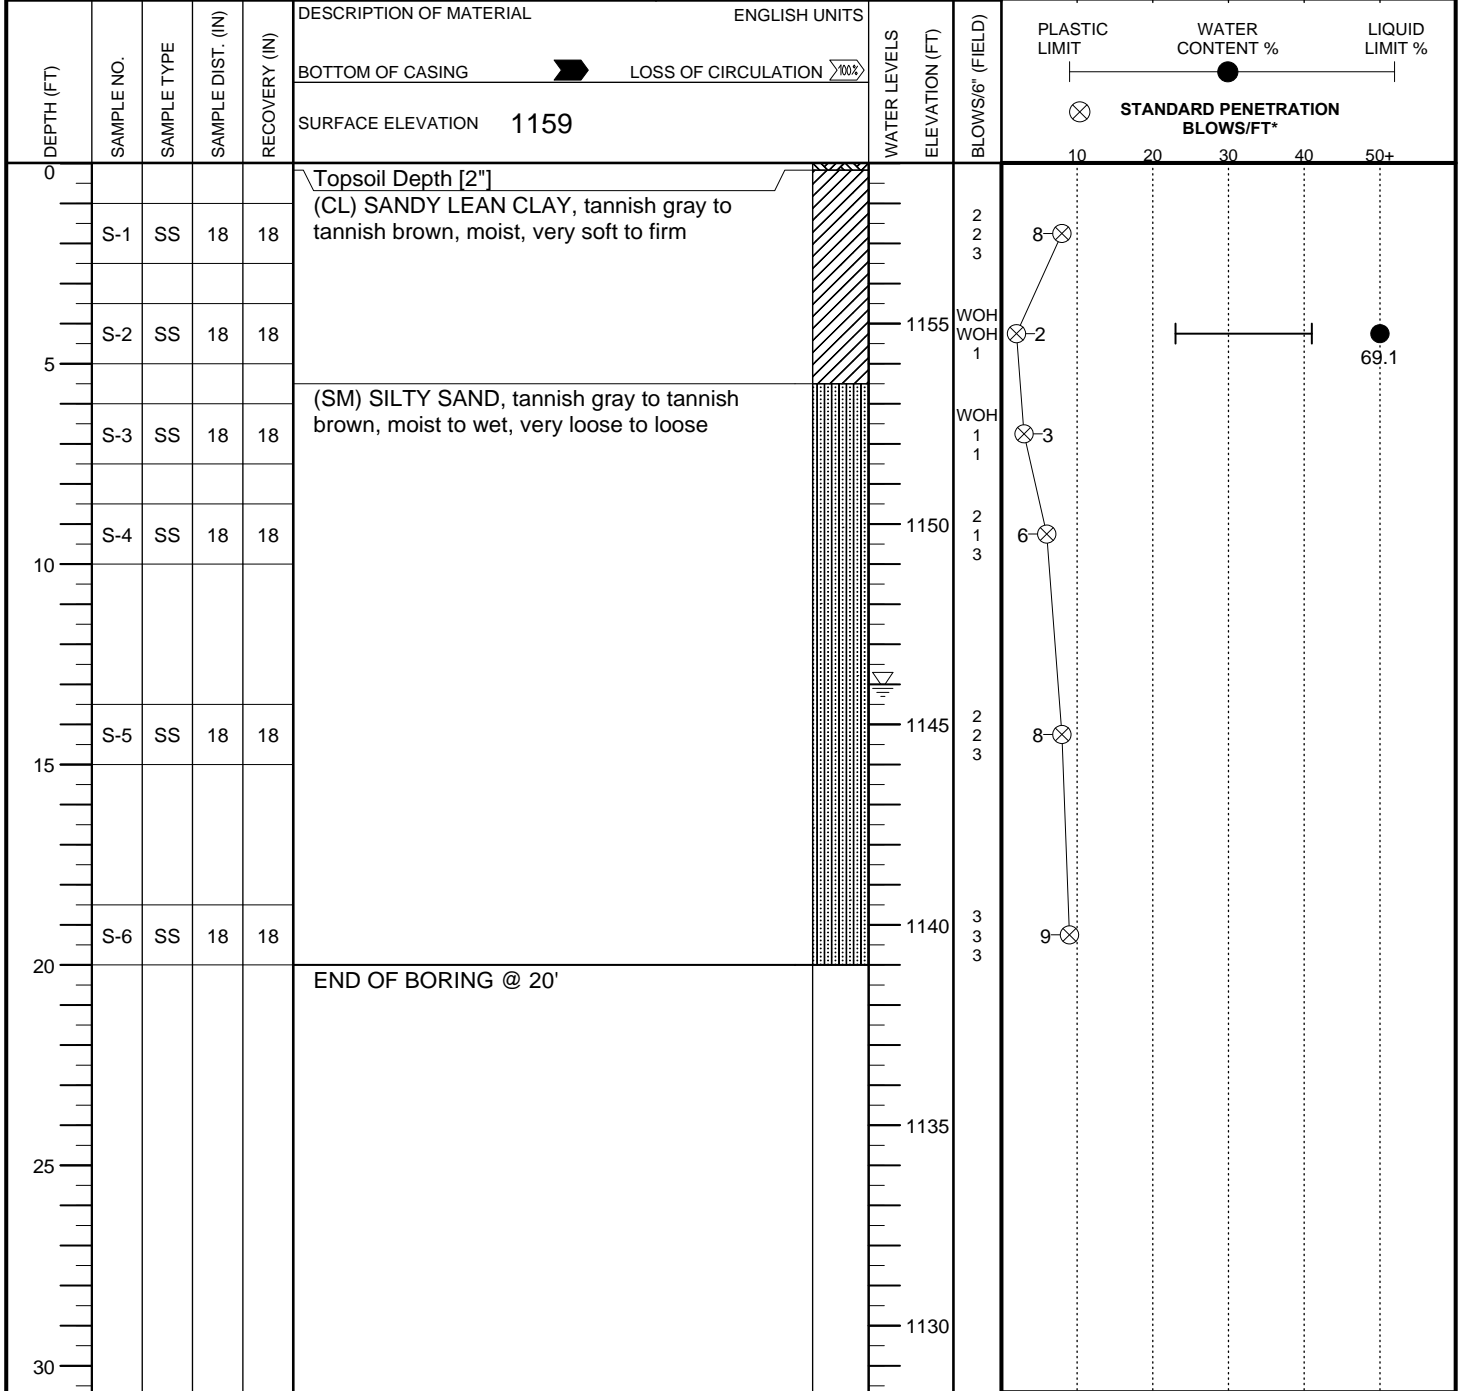 DEPTH (FT)
SAMPLE NO.
SAMPLE TYPE
SAMPLE DIST. (IN)
RECOVERY (IN)
DESCRIPTION OF MATERIAL ENGLISH UNITS
BOTTOM OF CASING LOSS OF CIRCULATION 100%
SURFACE ELEVATION 1159
WATER LEVELS
ELEVATION (FT)
BLOWS/6" (FIELD)
PLASTIC
LIMIT
WATER
CONTENT %
LIQUID
LIMIT %
STANDARD PENETRATION
BLOWS/FT*
10 20 30 40 50+
0
Topsoil Depth [2"]
(CL) SANDY LEAN CLAY, tannish gray to
tannish brown, moist, very soft to firm
S-1 SS 18 18
2
2
3
8
S-2 SS 18 18
1155
WOH
WOH
1
2
69.1
5
(SM) SILTY SAND, tannish gray to tannish
brown, moist to wet, very loose to loose
S-3 SS 18 18
WOH
1
1
3
S-4 SS 18 18
1150
2
1
3
6
10
S-5 SS 18 18
1145
2
2
3
8
15
S-6 SS 18 18
1140
3
3
3
9
20
END OF BORING @ 20'
1135
25
1130
30